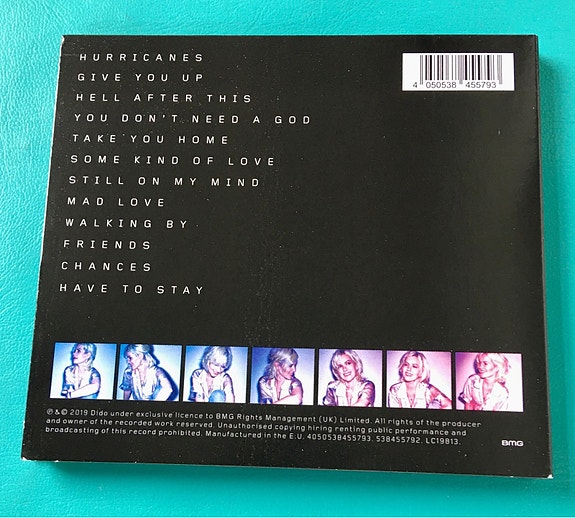 HURRICANES
GIVE YOU UP
HELL AFTER THIS
YOU DON'T NEED A GOD
TAKE YOU HOME
SOME KIND OF LOVE
STILL ON MY MIND
MAD LOVE
WALKING BY
FRIENDS
CHANCES
HAVE TO STAY
4 050538 455793
℗ & © 2019 Dido under exclusive licence to BMG Rights Management (UK) Limited. All rights of the producer
and owner of the recorded work reserved. Unauthorised copying hiring renting public performance and
broadcasting of this record prohibited. Manufactured in the E.U. 4050538455793. 538455792. LC19813.
BMG